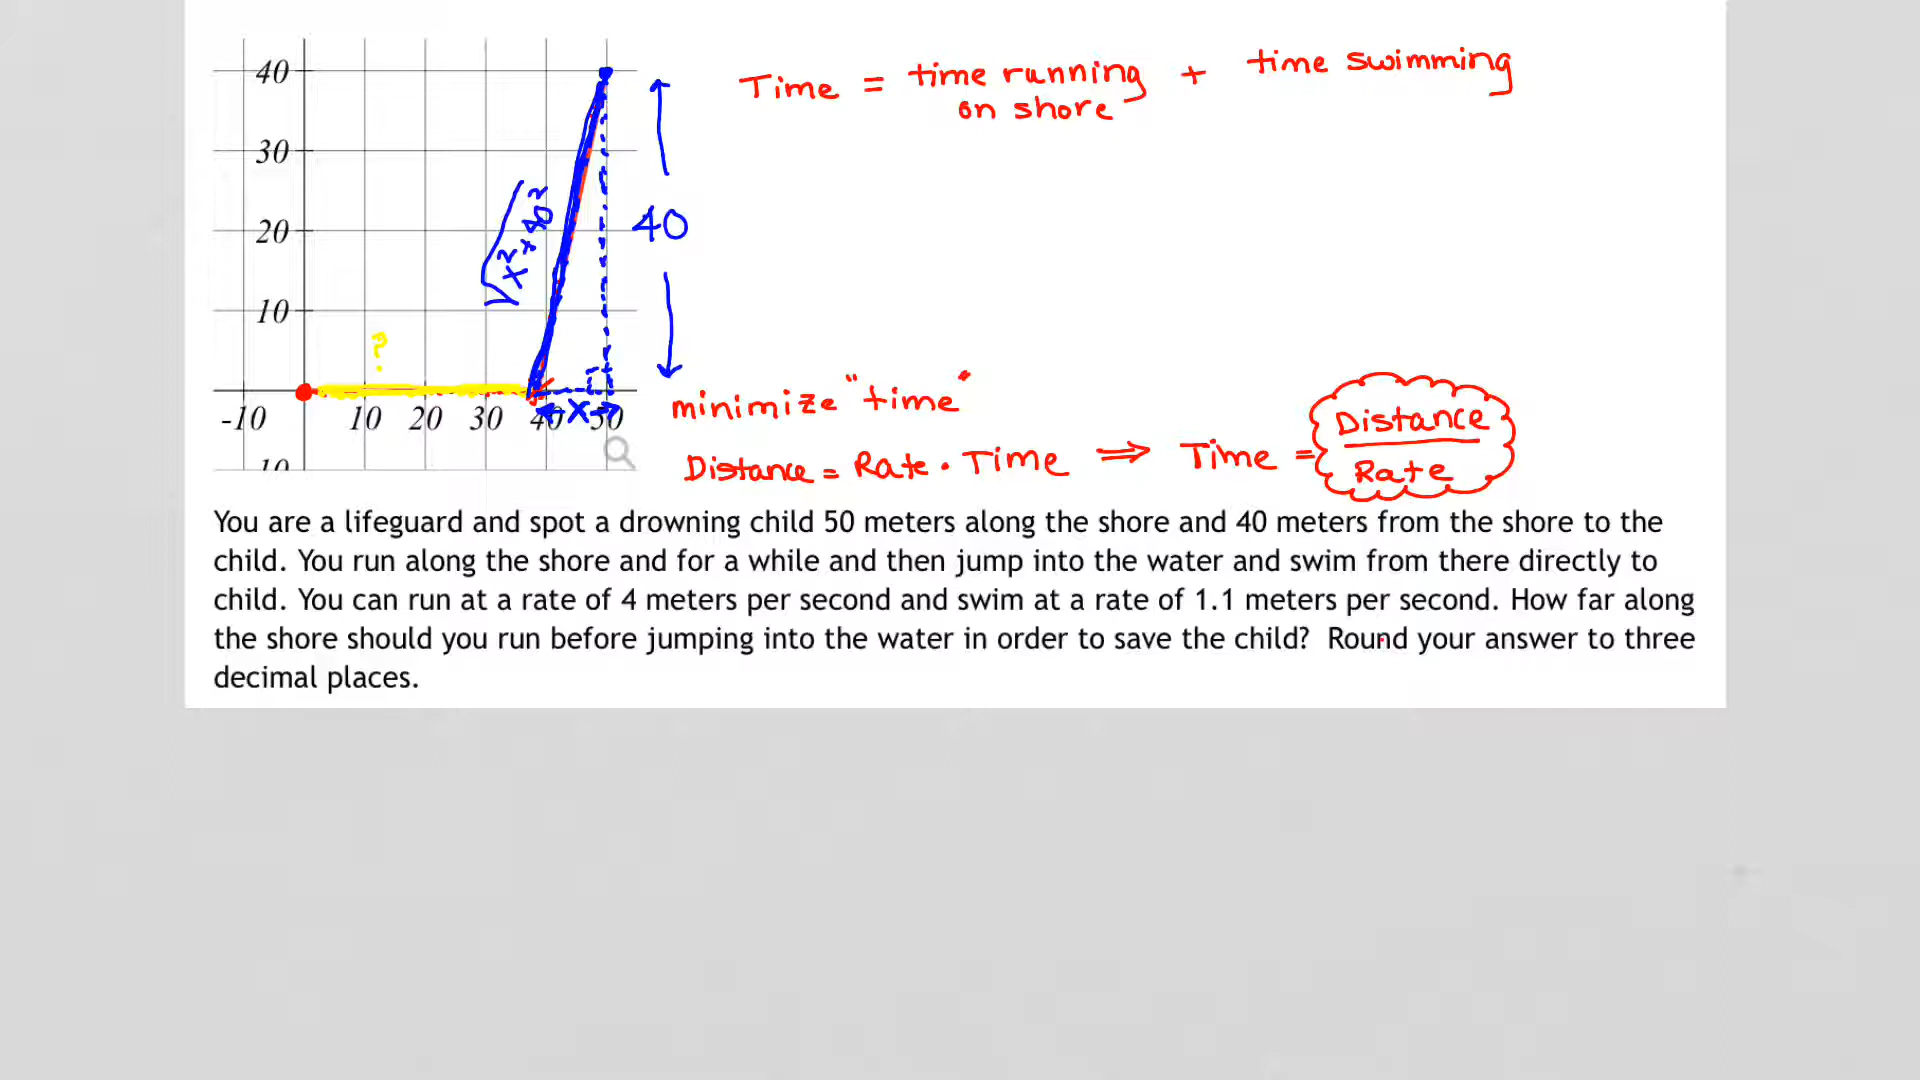 Time = time running + time swimming
on shore
40
30
20
10
√x²+40²
40
?
-10 10 20 30 40 50
x
10
minimize "time"
Distance = Rate · Time ⇒ Time = Distance / Rate
You are a lifeguard and spot a drowning child 50 meters along the shore and 40 meters from the shore to the
child. You run along the shore and for a while and then jump into the water and swim from there directly to
child. You can run at a rate of 4 meters per second and swim at a rate of 1.1 meters per second. How far along
the shore should you run before jumping into the water in order to save the child? Round your answer to three
decimal places.